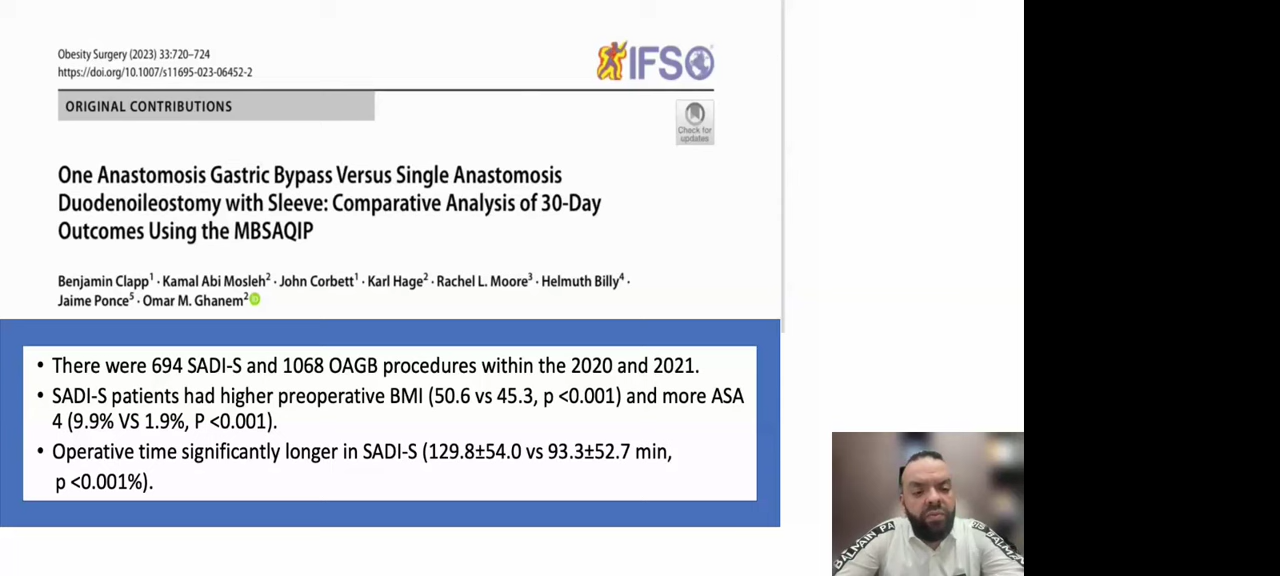 Obesity Surgery (2023) 33:720–724
https://doi.org/10.1007/s11695-023-06452-2
IFSO
ORIGINAL CONTRIBUTIONS
Check for
updates
One Anastomosis Gastric Bypass Versus Single Anastomosis
Duodenoileostomy with Sleeve: Comparative Analysis of 30-Day
Outcomes Using the MBSAQIP
Benjamin Clapp1 · Kamal Abi Mosleh2 · John Corbett1 · Karl Hage2 · Rachel L. Moore3 · Helmuth Billy4 ·
Jaime Ponce5 · Omar M. Ghanem2
• There were 694 SADI-S and 1068 OAGB procedures within the 2020 and 2021.
• SADI-S patients had higher preoperative BMI (50.6 vs 45.3, p <0.001) and more ASA
4 (9.9% VS 1.9%, P <0.001).
• Operative time significantly longer in SADI-S (129.8±54.0 vs 93.3±52.7 min,
p <0.001%).
BALMAIN PA
BALMA